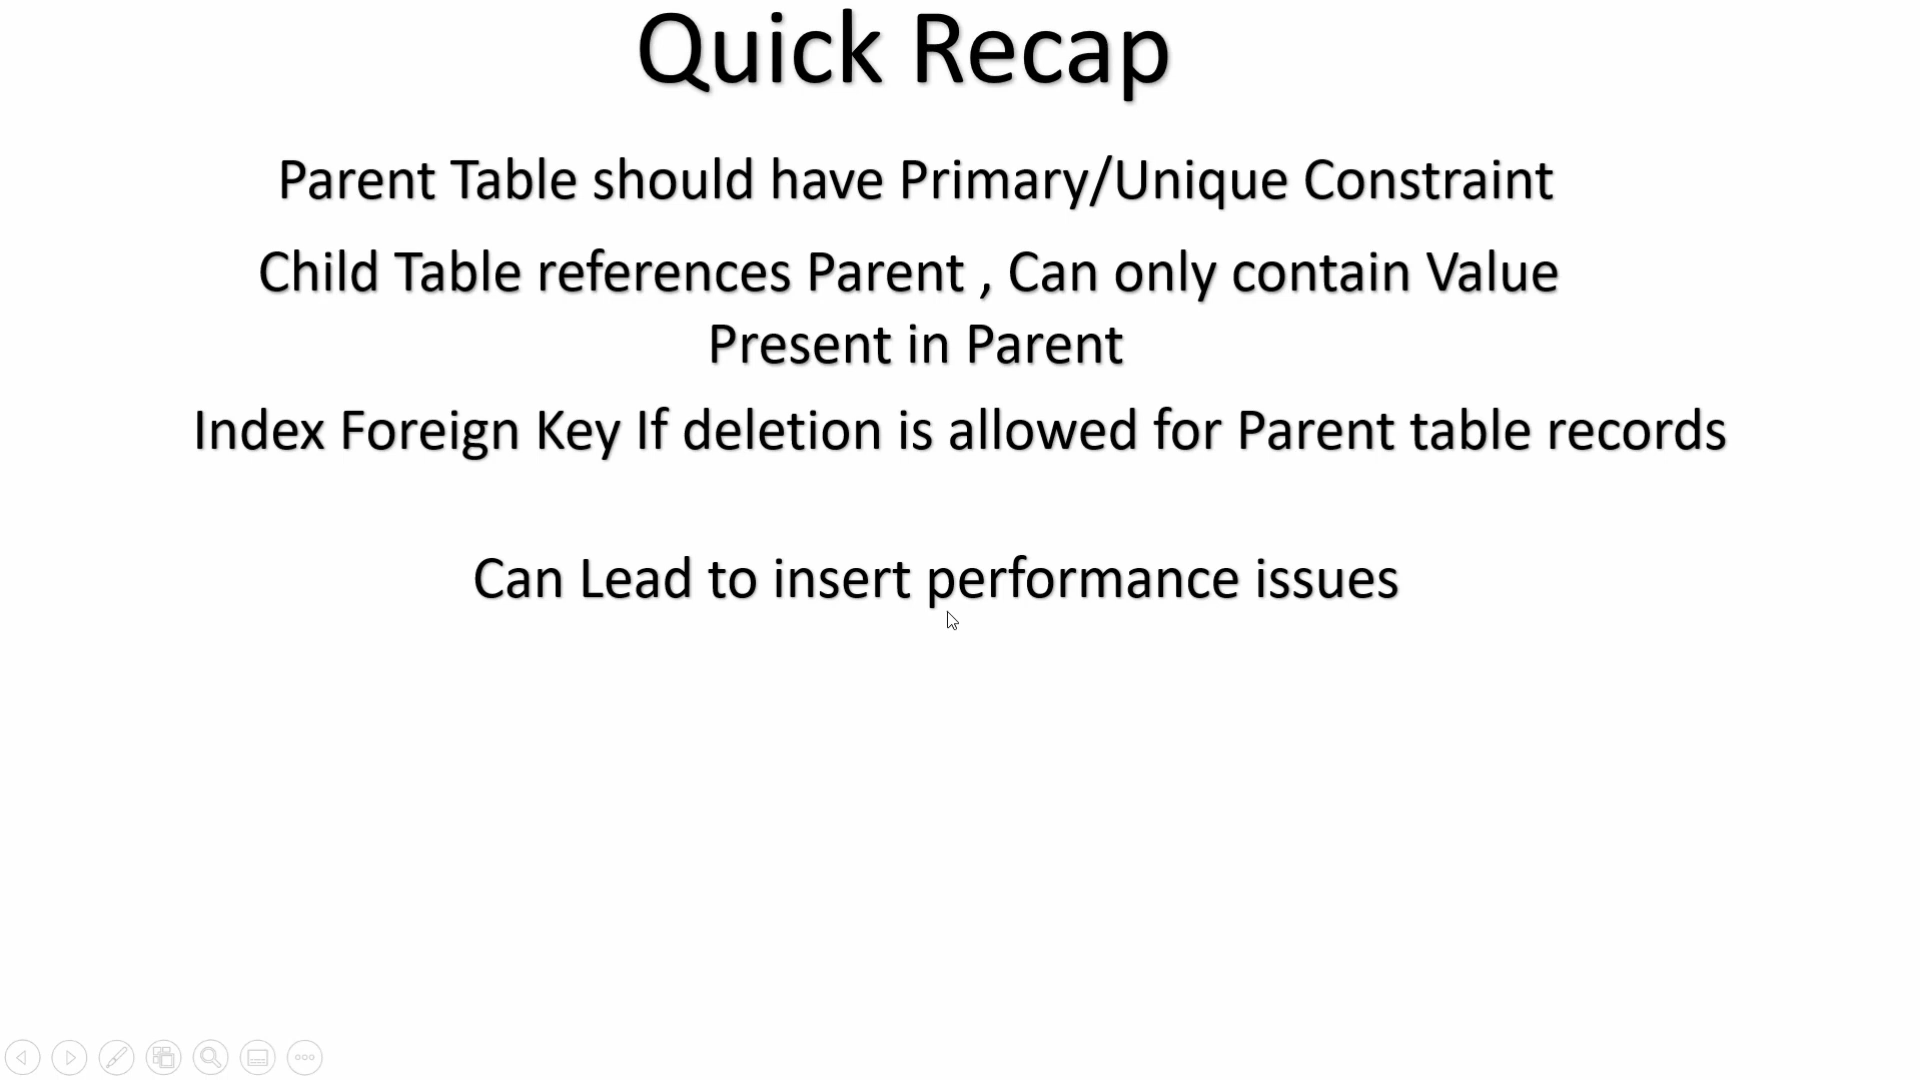 Quick Recap
Parent Table should have Primary/Unique Constraint
Child Table references Parent , Can only contain Value
Present in Parent
Index Foreign Key If deletion is allowed for Parent table records
Can Lead to insert performance issues